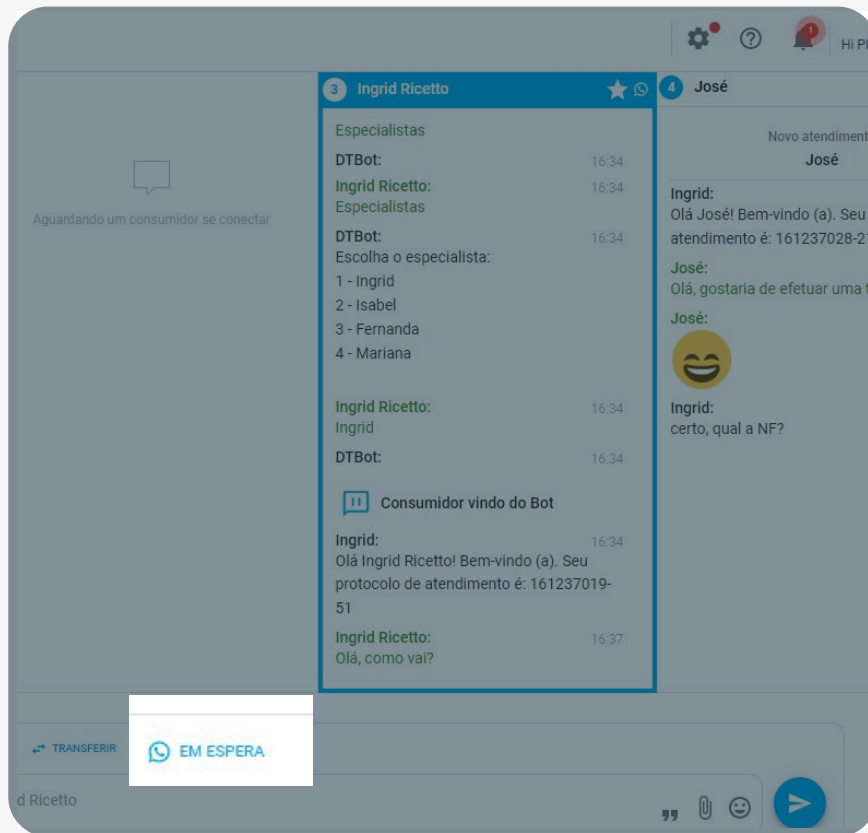 1
Hi Pl
Aguardando um consumidor se conectar
3 Ingrid Ricetto
Especialistas
DTBot: 16:34
Ingrid Ricetto: 16:34
Especialistas
DTBot: 16:34
Escolha o especialista:
1 - Ingrid
2 - Isabel
3 - Fernanda
4 - Mariana
Ingrid Ricetto: 16:34
Ingrid
DTBot: 16:34
Consumidor vindo do Bot
Ingrid: 16:34
Olá Ingrid Ricetto! Bem-vindo (a). Seu
protocolo de atendimento é: 161237019-
51
Ingrid Ricetto: 16:37
Olá, como vai?
4 José
Novo atendiment
José
Ingrid:
Olá José! Bem-vindo (a). Seu
atendimento é: 161237028-21
José:
Olá, gostaria de efetuar uma t
José:
Ingrid:
certo, qual a NF?
TRANSFERIR
EM ESPERA
d Ricetto